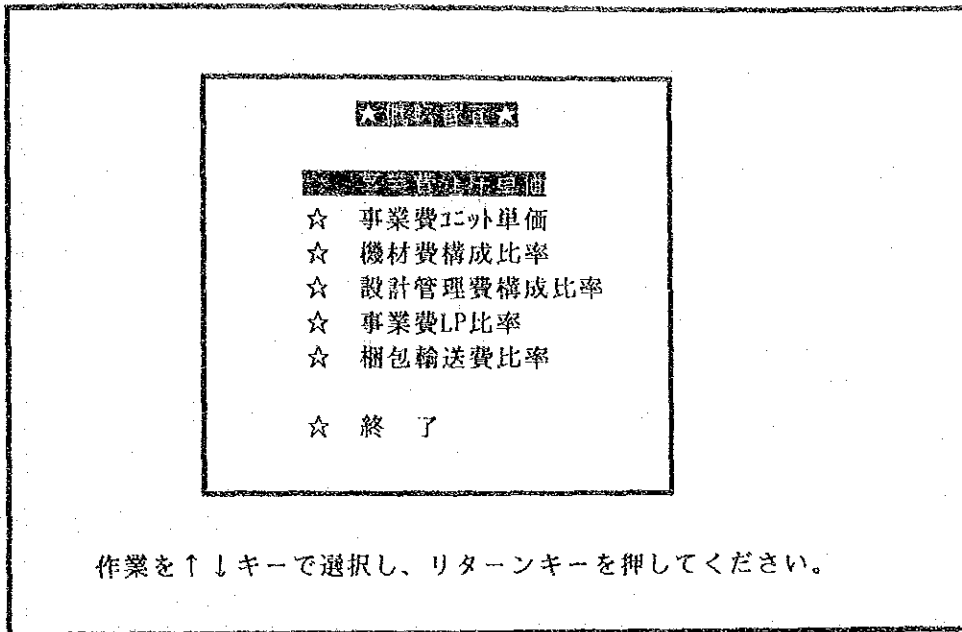 ☆ 事業費ユニット単価
☆ 機材費構成比率
☆ 設計管理費構成比率
☆ 事業費LP比率
☆ 梱包輸送費比率
☆ 終 了
作業を↑↓キーで選択し、リターンキーを押してください。